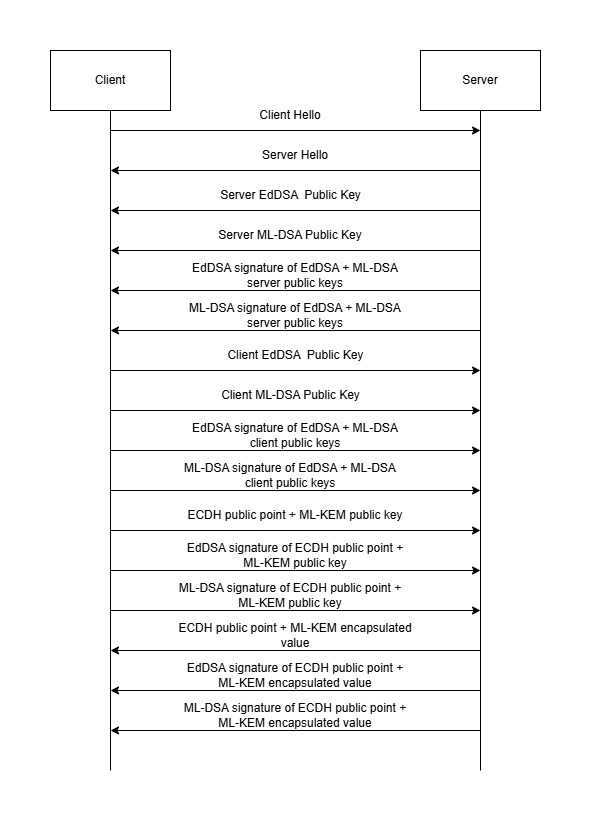 Client
Server
Client Hello
Server Hello
Server EdDSA  Public Key
Server ML-DSA Public Key
EdDSA signature of EdDSA + ML-DSA
server public keys
ML-DSA signature of EdDSA + ML-DSA
server public keys
Client EdDSA  Public Key
Client ML-DSA Public Key
EdDSA signature of EdDSA + ML-DSA
client public keys
ML-DSA signature of EdDSA + ML-DSA
client public keys
ECDH public point + ML-KEM public key
EdDSA signature of ECDH public point +
ML-KEM public key
ML-DSA signature of ECDH public point +
ML-KEM public key
ECDH public point + ML-KEM encapsulated
value
EdDSA signature of ECDH public point +
ML-KEM encapsulated value
ML-DSA signature of ECDH public point +
ML-KEM encapsulated value